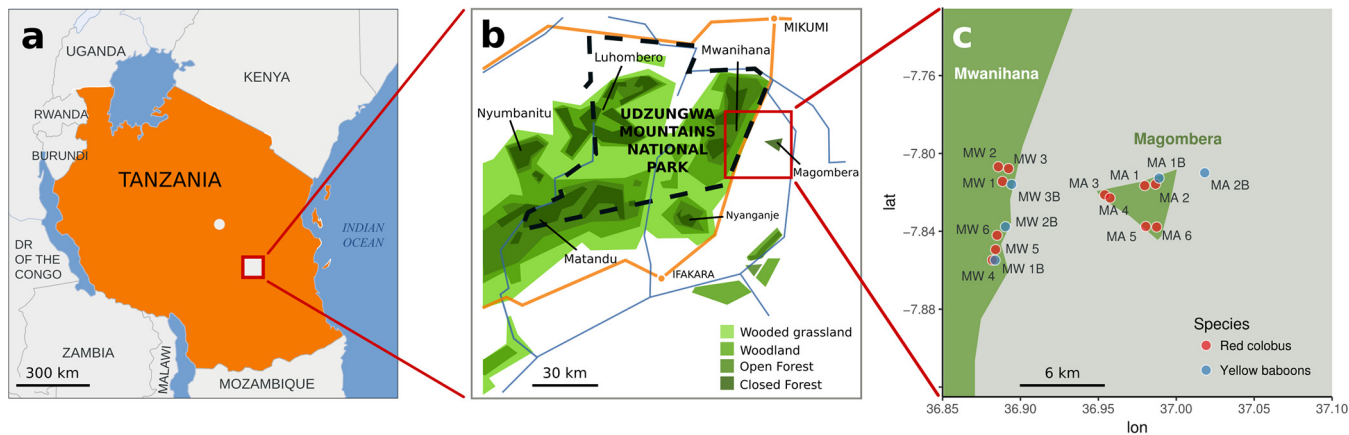 a
UGANDA
KENYA
RWANDA
BURUNDI
TANZANIA
INDIAN
OCEAN
DR
OF THE
CONGO
ZAMBIA
MALAWI
MOZAMBIQUE
300 km
b
MIKUMI
Mwanihana
Luhombero
Nyumbanitu
UDZUNGWA
MOUNTAINS
NATIONAL
PARK
Magombera
Nyanganje
Matandu
IFAKARA
Wooded grassland
Woodland
Open Forest
Closed Forest
30 km
c
Mwanihana
Magombera
MW 2
MW 3
MW 1
MW 3B
MW 2B
MW 6
MW 5
MW 4
MW 1B
MA 1B
MA 1
MA 3
MA 2
MA 2B
MA 4
MA 5
MA 6
Species
Red colobus
Yellow baboons
6 km
−7.76
−7.80
−7.84
−7.88
lat
36.85
36.90
36.95
37.00
37.05
37.10
lon